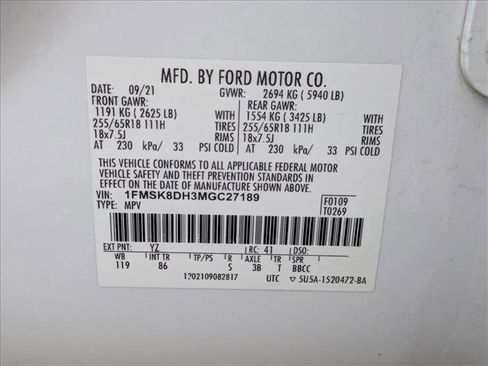 MFD. BY FORD MOTOR CO.
DATE: 09/21 GVWR: 2694 KG ( 5940 LB)
FRONT GAWR: REAR GAWR:
1191 KG ( 2625 LB) 1554 KG ( 3425 LB)
255/65R18 111H TIRES 255/65R18 111H TIRES
18x7.5J RIMS 18x7.5J RIMS
AT 230 kPa/ 33 PSI COLD AT 230 kPa/ 33 PSI COLD
THIS VEHICLE CONFORMS TO ALL APPLICABLE FEDERAL MOTOR
VEHICLE SAFETY AND THEFT PREVENTION STANDARDS IN EFFECT
ON THE DATE OF MANUFACTURE SHOWN ABOVE.
VIN: 1FMSK8DH3MGC27189 F0109
TYPE: MPV T0269
EXT PNT: YZ RC: 41
WB INT TR TP/PS R AXLE TR SPR
119 86 S 3B T BBCC
1202109082817 UTC 5U5A-1520472-BA